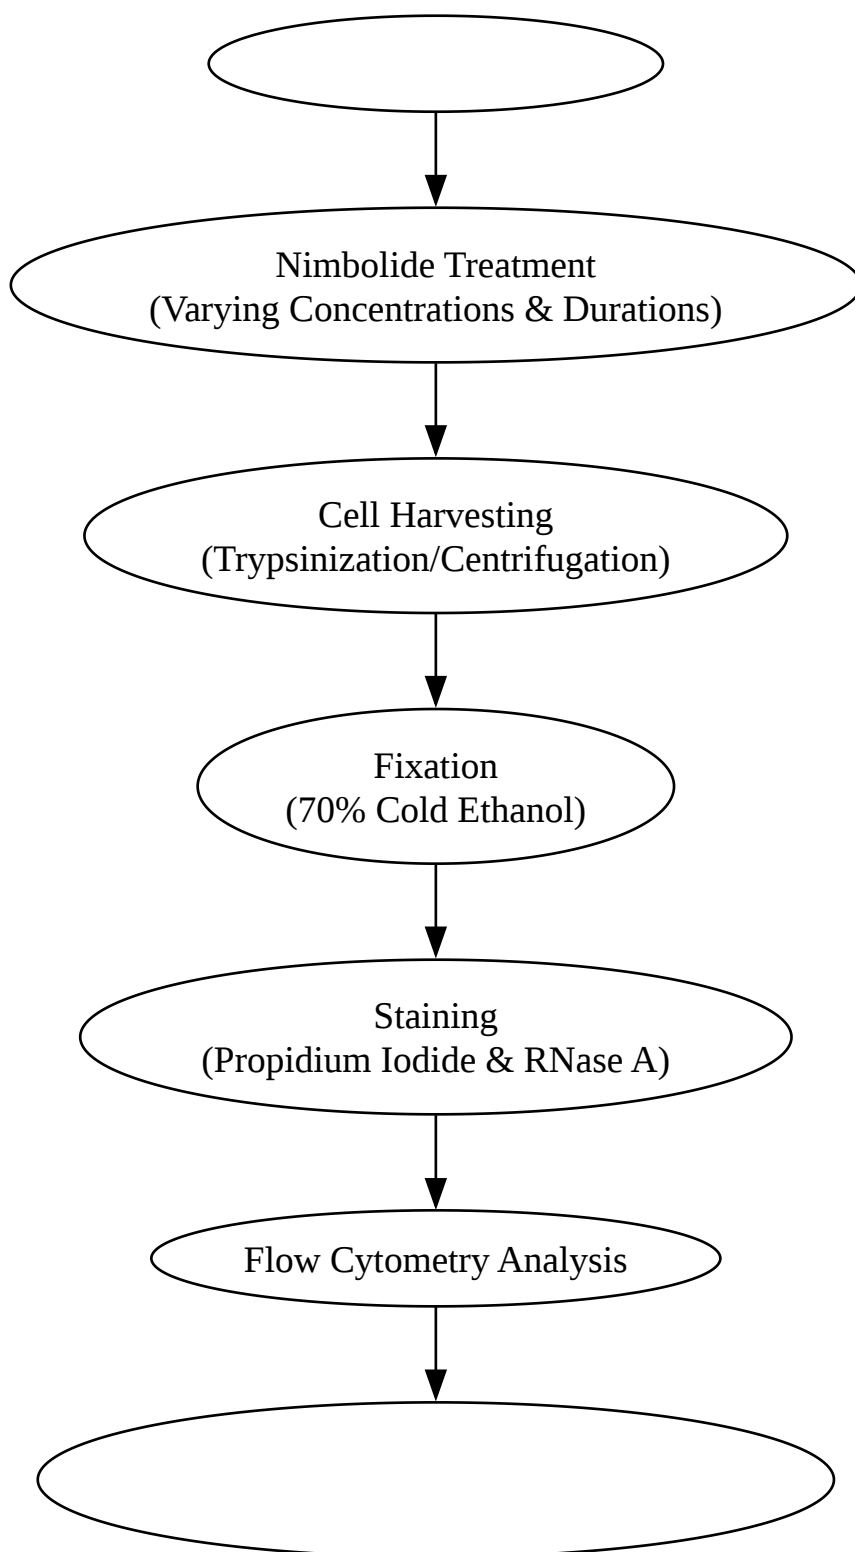 Nimbolide Treatment
(Varying Concentrations & Durations)
Cell Harvesting
(Trypsinization/Centrifugation)
Fixation
(70% Cold Ethanol)
Staining
(Propidium Iodide & RNase A)
Flow Cytometry Analysis